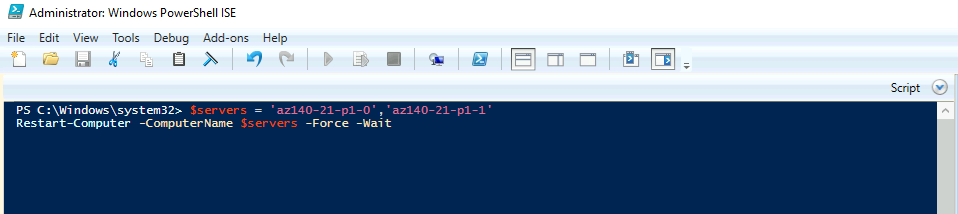 Administrator: Windows PowerShell ISE
File Edit View Tools Debug Add-ons Help
Script
PS C:\Windows\system32> $servers = 'az140-21-p1-0','az140-21-p1-1'
Restart-Computer -ComputerName $servers -Force -Wait